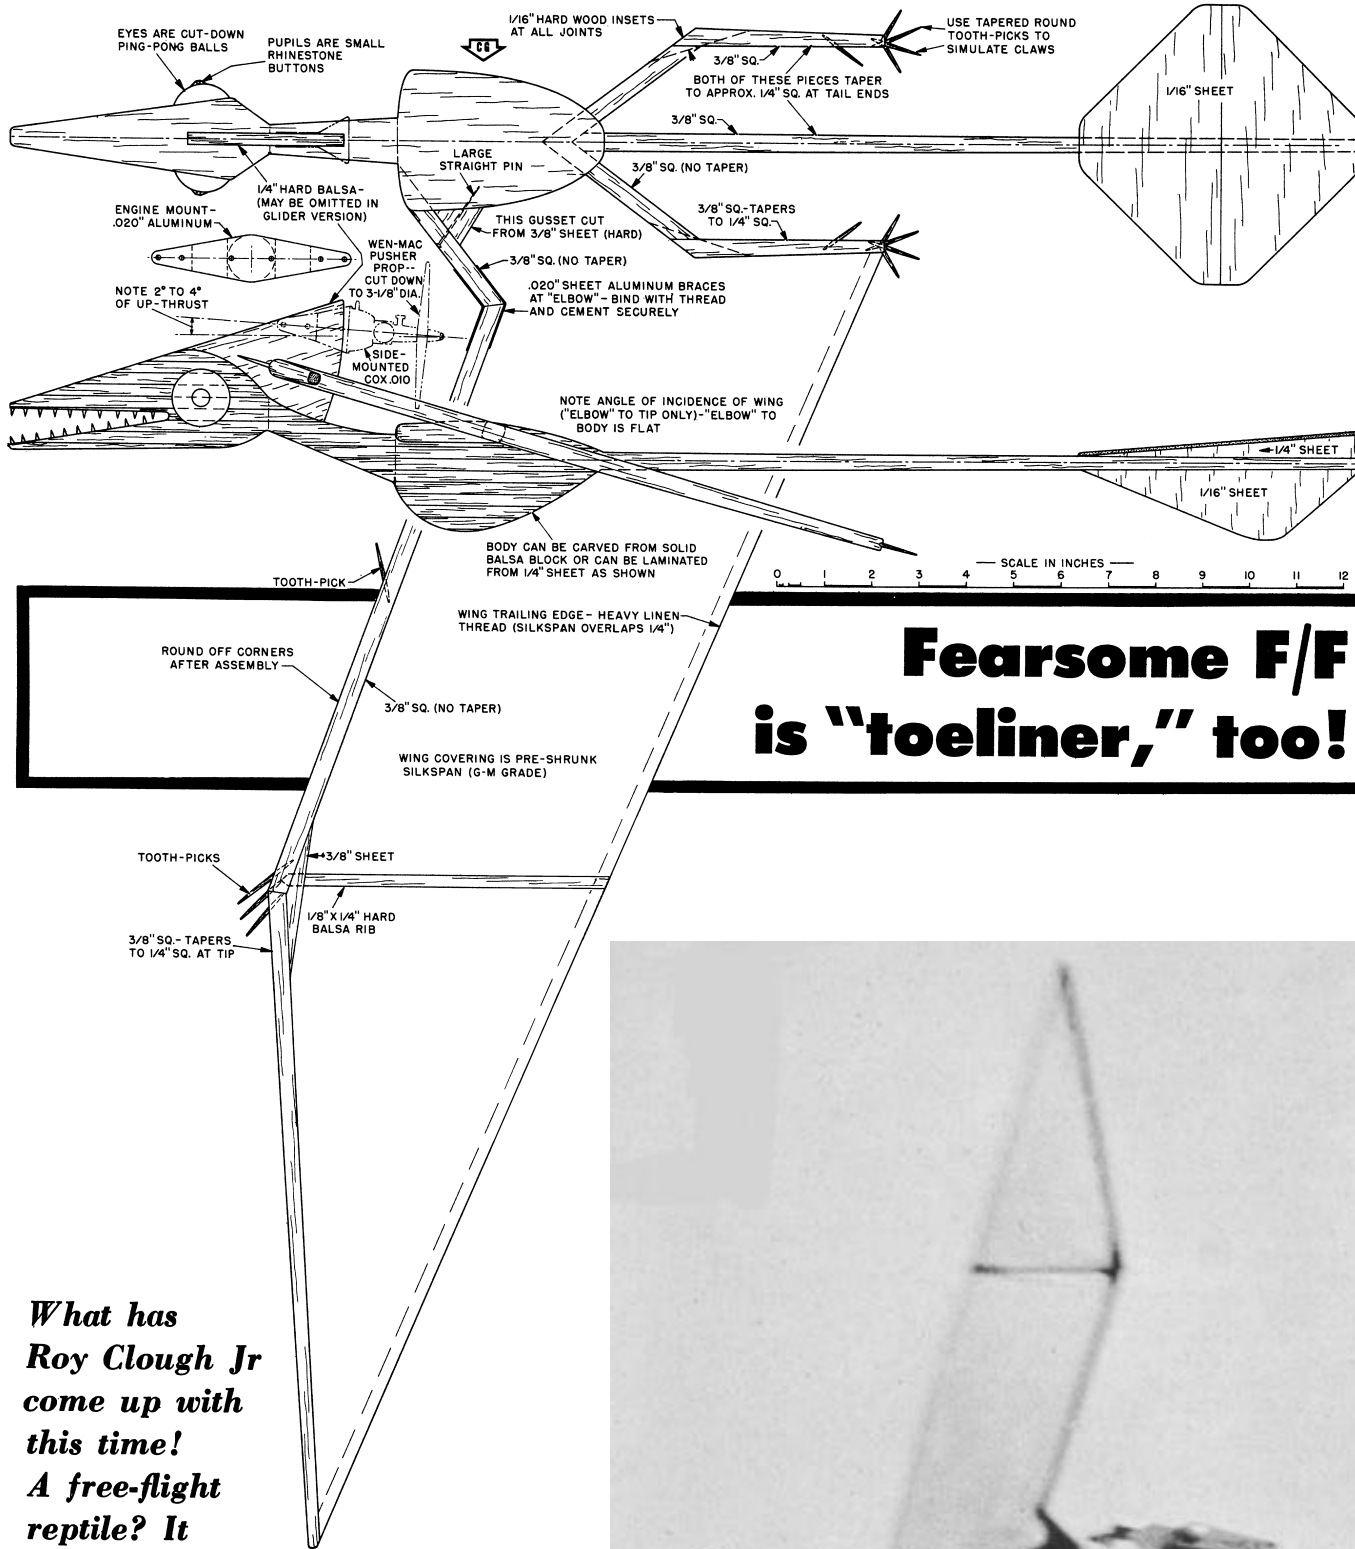 EYES ARE CUT-DOWN
PING-PONG BALLS
PUPILS ARE SMALL
RHINESTONE
BUTTONS
CG
1/16" HARD WOOD INSETS
AT ALL JOINTS
3/8" SQ.
USE TAPERED ROUND
TOOTH-PICKS TO
SIMULATE CLAWS
BOTH OF THESE PIECES TAPER
TO APPROX. 1/4" SQ. AT TAIL ENDS
3/8" SQ.
1/16" SHEET
LARGE
STRAIGHT PIN
3/8" SQ. (NO TAPER)
1/4" HARD BALSA-
(MAY BE OMITTED IN
GLIDER VERSION)
ENGINE MOUNT-
.020" ALUMINUM
THIS GUSSET CUT
FROM 3/8" SHEET (HARD)
3/8" SQ.-TAPERS
TO 1/4" SQ.
WEN-MAC
PUSHER
PROP--
CUT DOWN
TO 3-1/8" DIA.
3/8" SQ. (NO TAPER)
.020" SHEET ALUMINUM BRACES
AT "ELBOW"- BIND WITH THREAD
AND CEMENT SECURELY
NOTE 2° TO 4°
OF UP-THRUST
SIDE-
MOUNTED
COX.010
NOTE ANGLE OF INCIDENCE OF WING
("ELBOW" TO TIP ONLY)-"ELBOW" TO
BODY IS FLAT
1/4" SHEET
1/16" SHEET
BODY CAN BE CARVED FROM SOLID
BALSA BLOCK OR CAN BE LAMINATED
FROM 1/4" SHEET AS SHOWN
SCALE IN INCHES
0 1 2 3 4 5 6 7 8 9 10 11 12
TOOTH-PICK
WING TRAILING EDGE- HEAVY LINEN
THREAD (SILKSPAN OVERLAPS 1/4")
Fearsome F/F
is "toeliner," too!
ROUND OFF CORNERS
AFTER ASSEMBLY
3/8" SQ. (NO TAPER)
WING COVERING IS PRE-SHRUNK
SILKSPAN (G-M GRADE)
TOOTH-PICKS
3/8" SHEET
1/8" X 1/4" HARD
BALSA RIB
3/8" SQ.- TAPERS
TO 1/4" SQ. AT TIP
What has
Roy Clough Jr
come up with
this time!
A free-flight
reptile? It